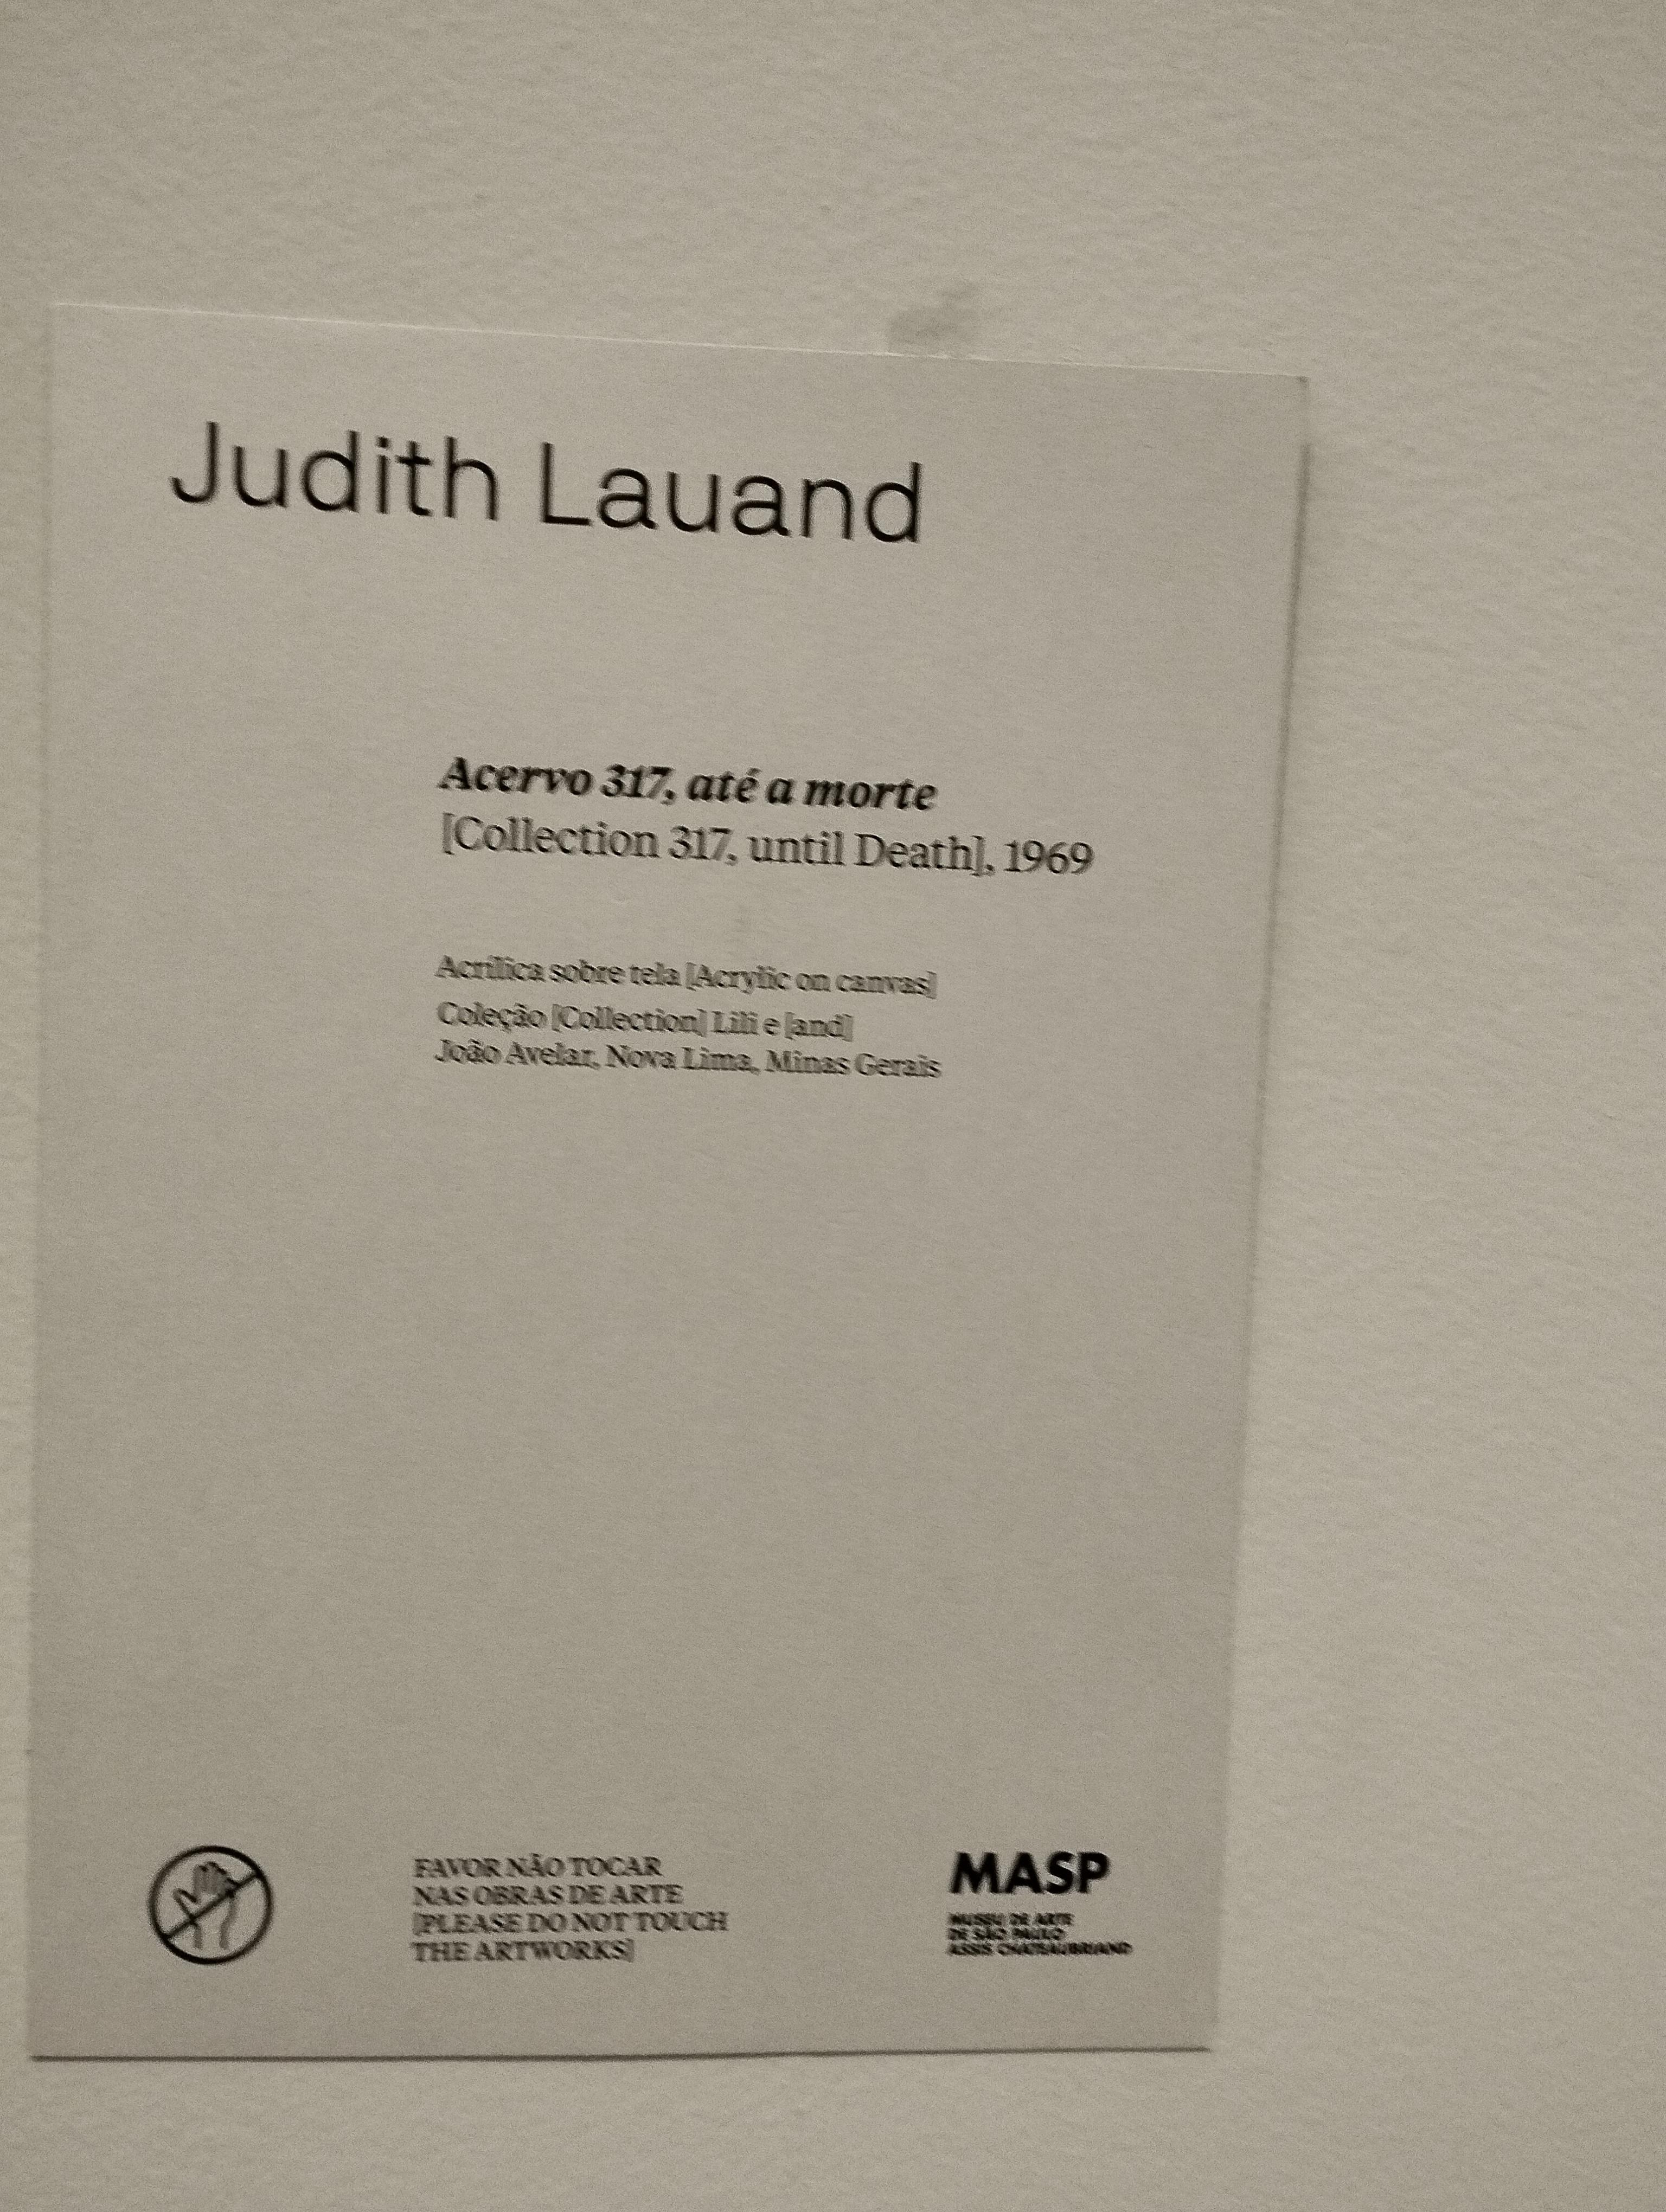 Judith Lauand
Acervo 317, até a morte
[Collection 317, until Death], 1969
Acrílica sobre tela [Acrylic on canvas]
Coleção [Collection] Lili e [and]
João Avelar, Nova Lima, Minas Gerais
FAVOR NÃO TOCAR
NAS OBRAS DE ARTE
[PLEASE DO NOT TOUCH
THE ARTWORKS]
MASP
MUSEU DE ARTE
DE SÃO PAULO
ASSIS CHATEAUBRIAND